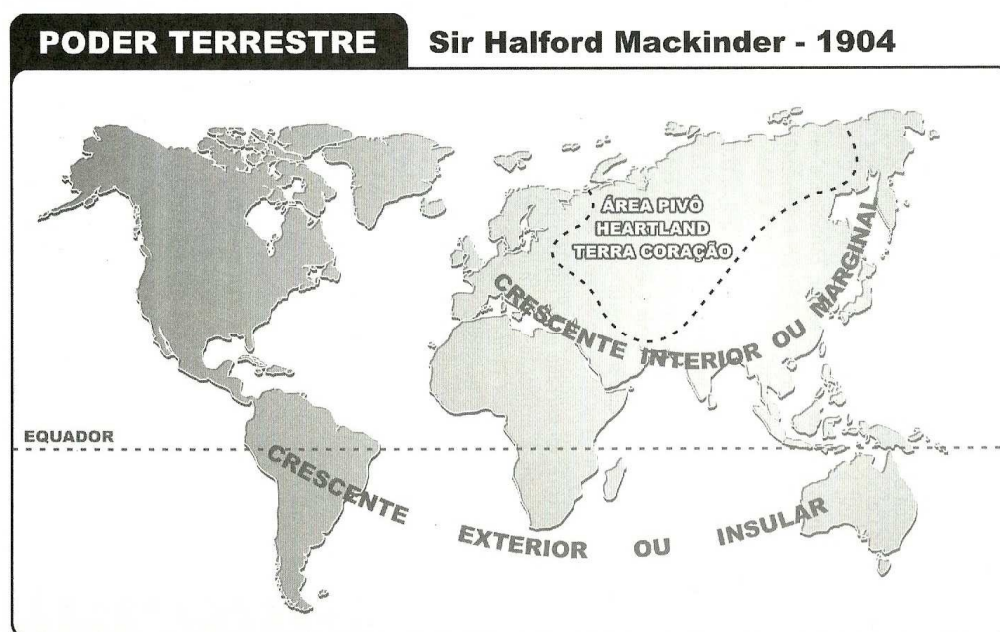 PODER TERRESTRE
Sir Halford Mackinder - 1904
ÁREA PIVÔ
HEARTLAND
TERRA CORAÇÃO
CRESCENTE INTERIOR OU MARGINAL
EQUADOR
CRESCENTE EXTERIOR OU INSULAR